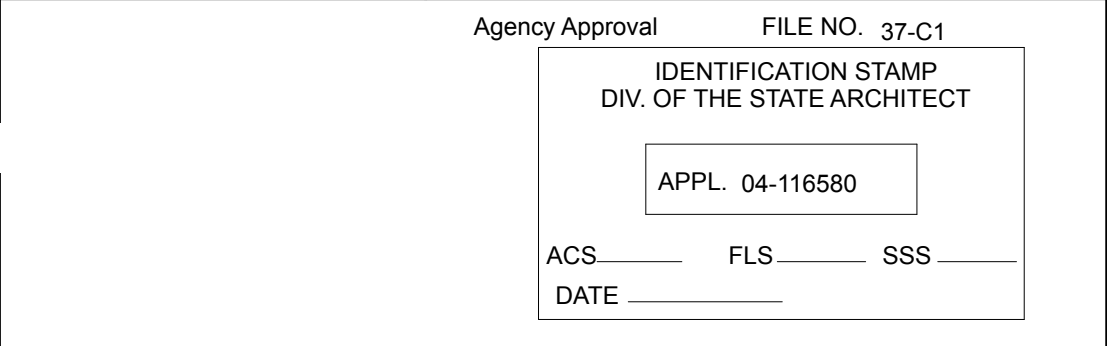 Agency Approval FILE NO. 37-C1
IDENTIFICATION STAMP
DIV. OF THE STATE ARCHITECT
APPL. 04-116580
ACS FLS SSS
DATE